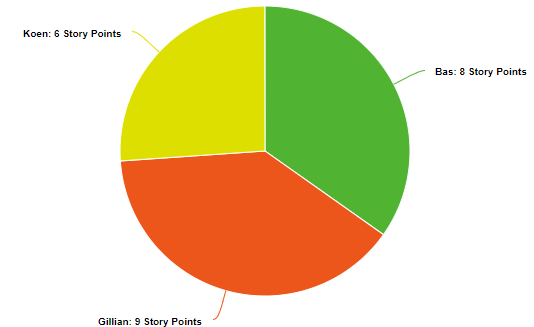 Koen: 6 Story Points
Bas: 8 Story Points
Gillian: 9 Story Points